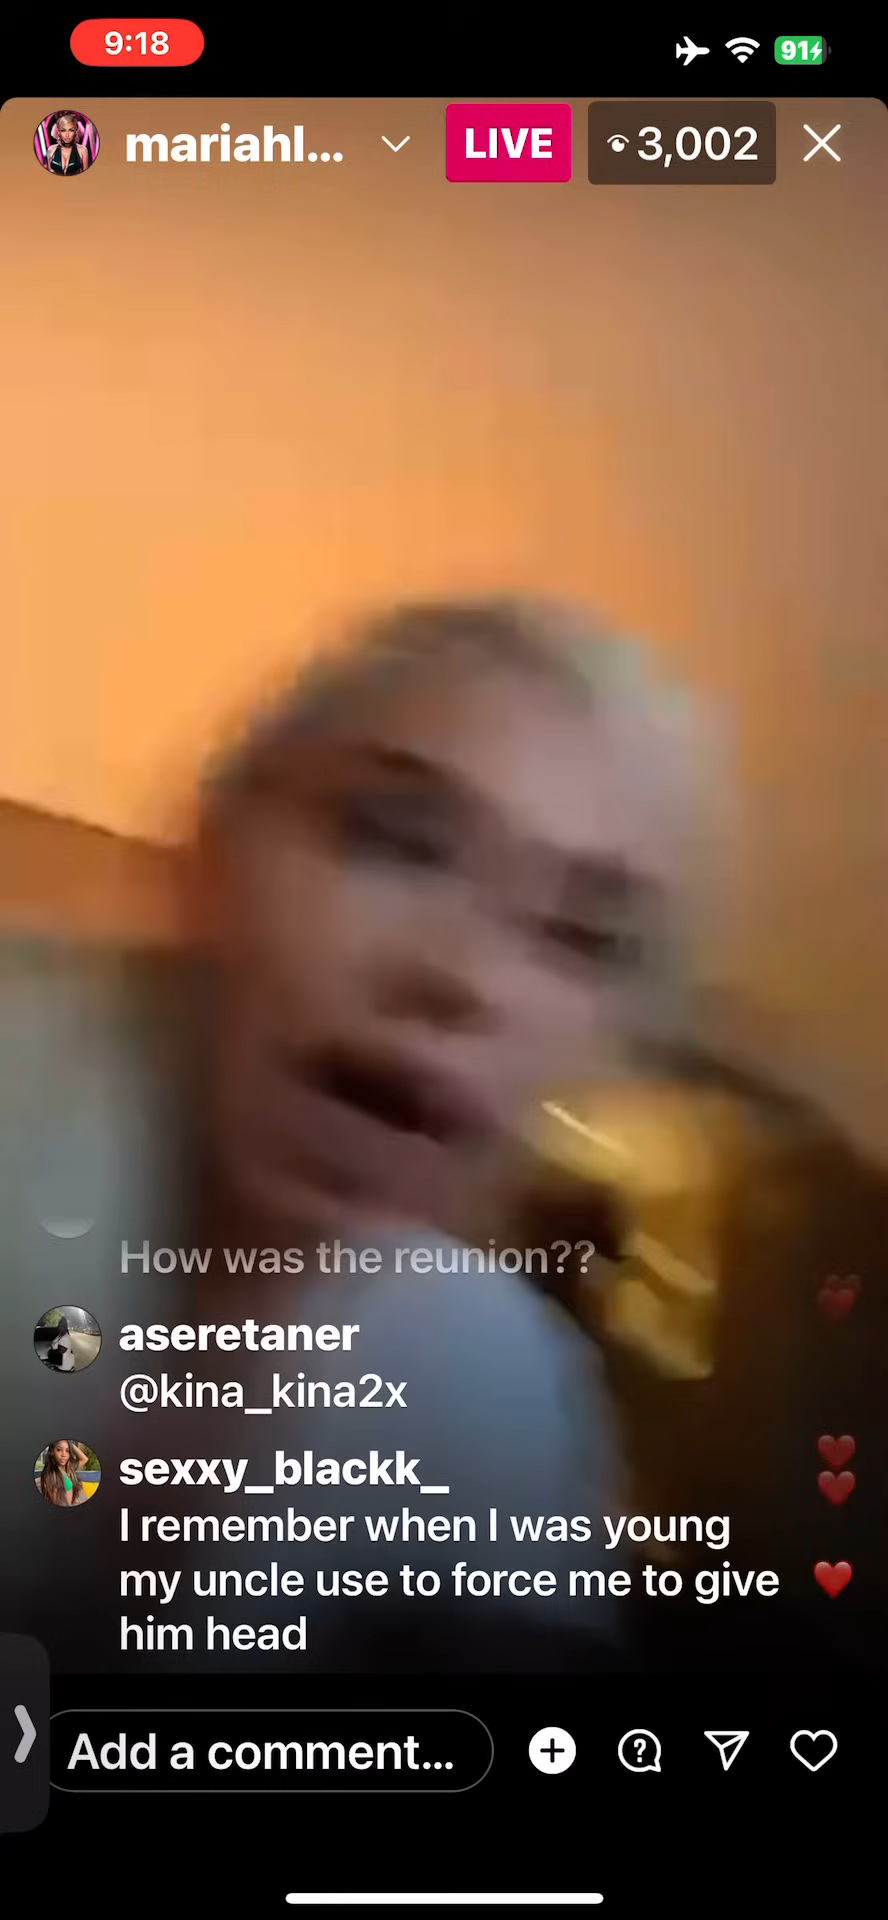 9:18
91
mariahl...
LIVE
3,002
How was the reunion??
aseretaner
@kina_kina2x
sexxy_blackk_
I remember when I was young
my uncle use to force me to give
him head
Add a comment...